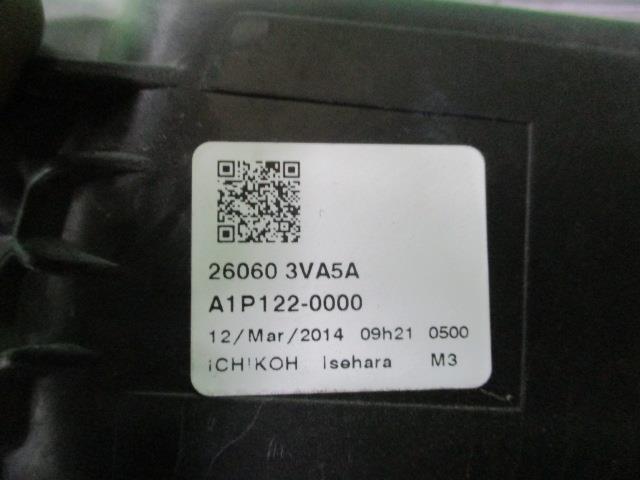 26060 3VA5A
A1P122-0000
12/Mar/2014 09h21 0500
iCH!KOH Isehara M3